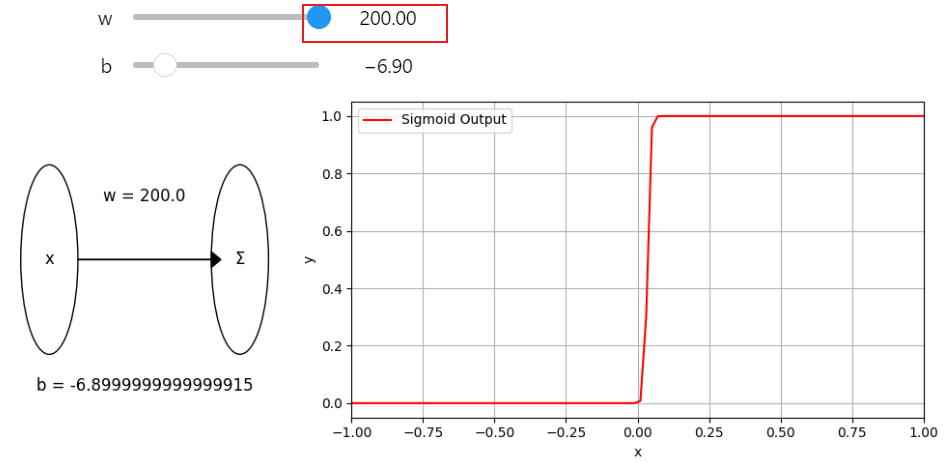 w 200.00
b −6.90
Sigmoid Output
w = 200.0
x Σ
b = -6.8999999999999915
y
1.0
0.8
0.6
0.4
0.2
0.0
−1.00 −0.75 −0.50 −0.25 0.00 0.25 0.50 0.75 1.00
x